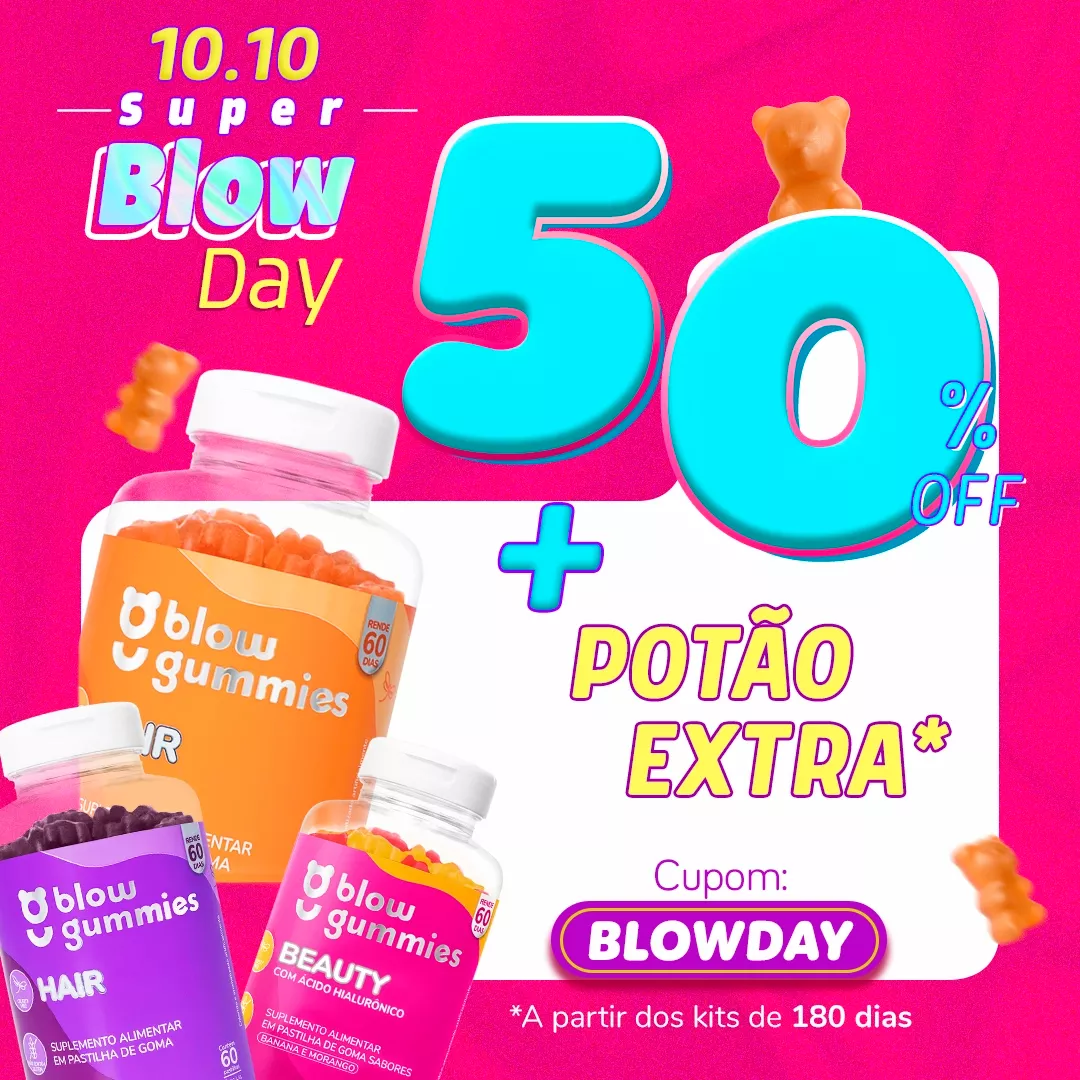 10.10
Super
Blow
Day
50
%
OFF
+
POTÃO
EXTRA*
Cupom:
BLOWDAY
*A partir dos kits de 180 dias
blow
gummies
RENDE
60
DIAS
blow
gummies
HAIR
RENDE
60
DIAS
SUPLEMENTO ALIMENTAR
EM PASTILHA DE GOMA
Contém
60
blow
gummies
RENDE
60
DIAS
BEAUTY
COM ÁCIDO HIALURÔNICO
SUPLEMENTO ALIMENTAR
EM PASTILHA DE GOMA SABORES
BANANA E MORANGO